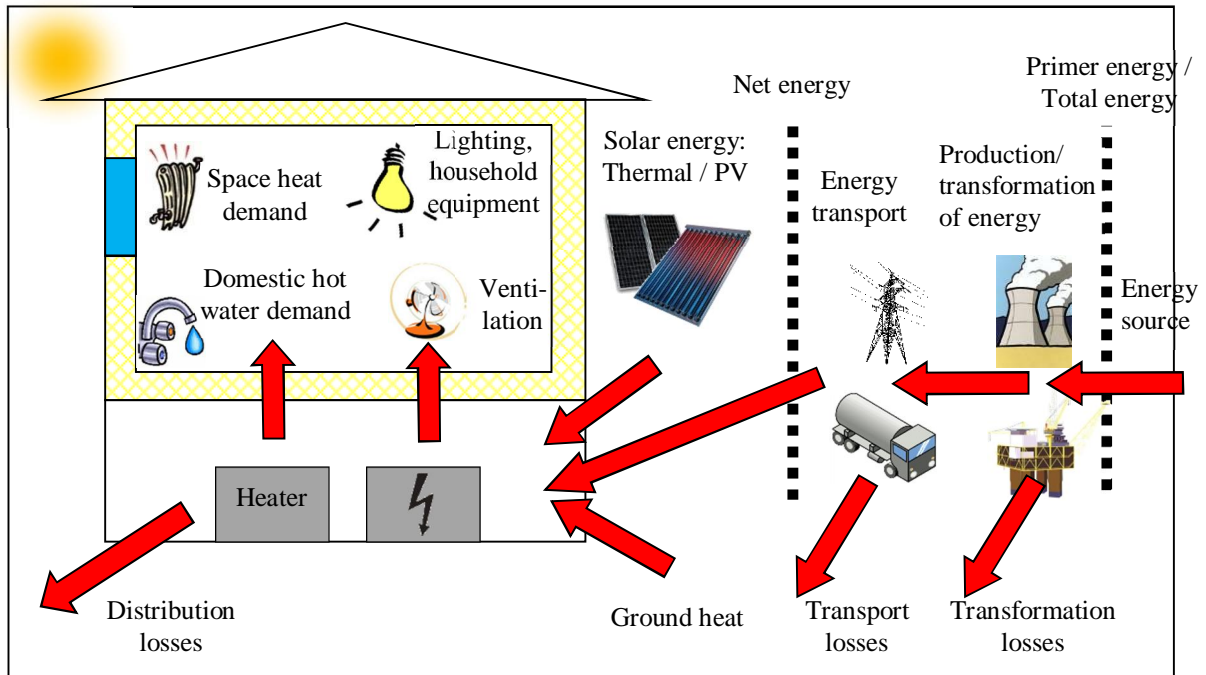 Primer energy /
Total energy
Net energy
Solar energy:
Thermal / PV
Energy
transport
Production/
transformation
of energy
Energy
source
Space heat
demand
Lighting,
household
equipment
Domestic hot
water demand
Venti-
lation
Heater
Distribution
losses
Ground heat
Transport
losses
Transformation
losses